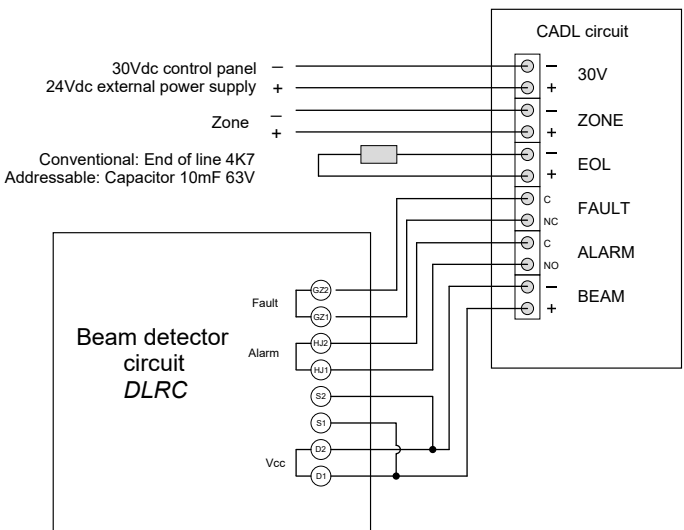 CADL circuit
30Vdc control panel −
24Vdc external power supply +
− 30V
+
Zone −
+
− ZONE
+
Conventional: End of line 4K7
Addressable: Capacitor 10mF 63V
− EOL
+
C FAULT
NC
C ALARM
NO
− BEAM
+
Beam detector
circuit
DLRC
Fault
GZ2
GZ1
Alarm
HJ2
HJ1
S2
S1
Vcc
D2
D1